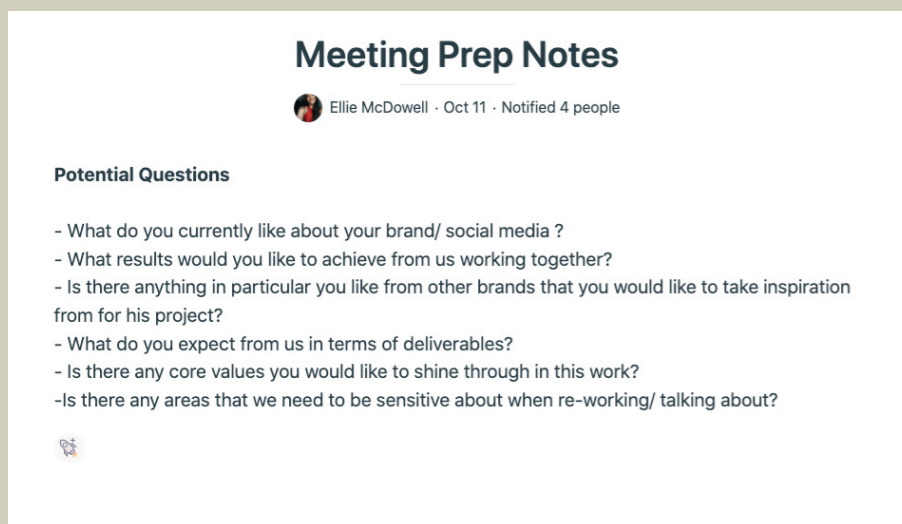 Meeting Prep Notes
Ellie McDowell · Oct 11 · Notified 4 people
Potential Questions
- What do you currently like about your brand/ social media ?
- What results would you like to achieve from us working together?
- Is there anything in particular you like from other brands that you would like to take inspiration
from for his project?
- What do you expect from us in terms of deliverables?
- Is there any core values you would like to shine through in this work?
-Is there any areas that we need to be sensitive about when re-working/ talking about?